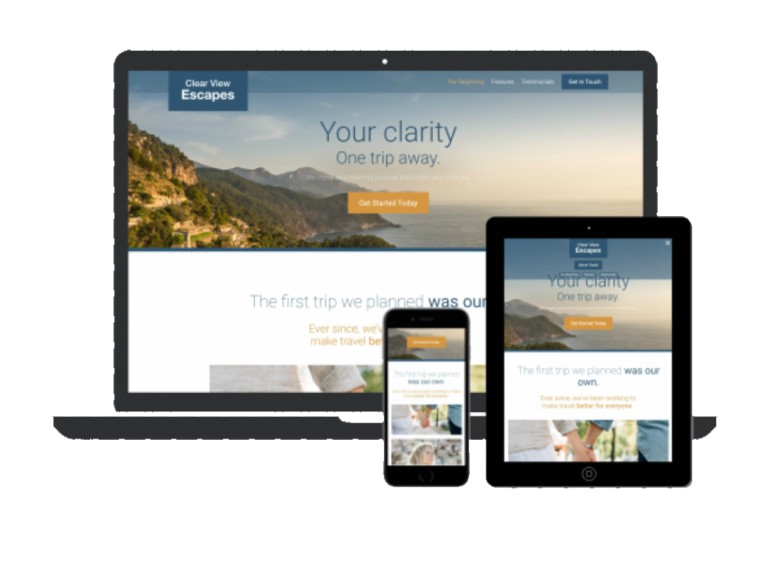 Clear View
Escapes
Our Beginning Features Testimonials Get in Touch
Your clarity
One trip away.
Get Started Today
The first trip we planned was our
Ever since, we've
make travel be
Clear View
Escapes
Get in Touch
Your clarity
One trip away.
Get Started Today
The first trip we planned was our
own.
Ever since, we've been working to
make travel better for everyone
The first trip we planned
was our own.